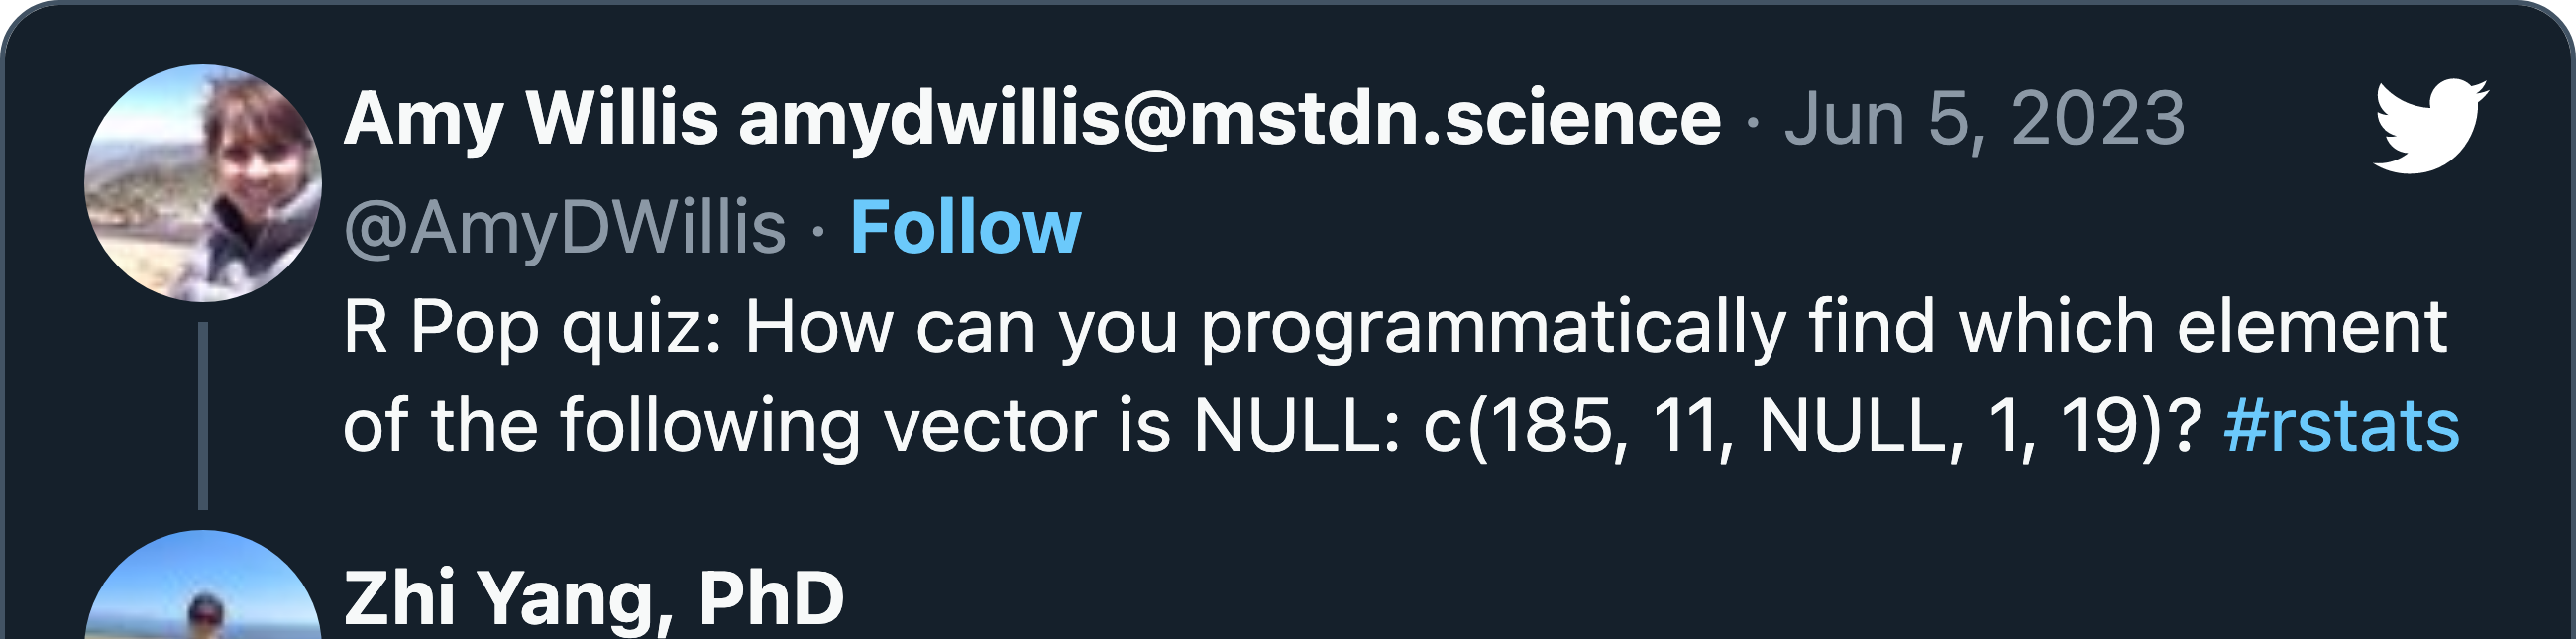 Amy Willis amydwillis@mstdn.science · Jun 5, 2023
@AmyDWillis · Follow
R Pop quiz: How can you programmatically find which element
of the following vector is NULL: c(185, 11, NULL, 1, 19)? #rstats
Zhi Yang, PhD